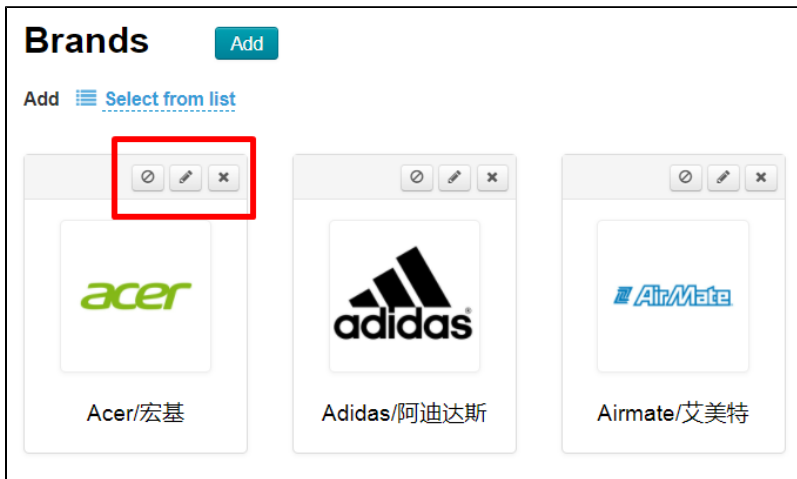 Brands Add
Add Select from list
acer
adidas®
AirMate
Acer/宏基
Adidas/阿迪达斯
Airmate/艾美特